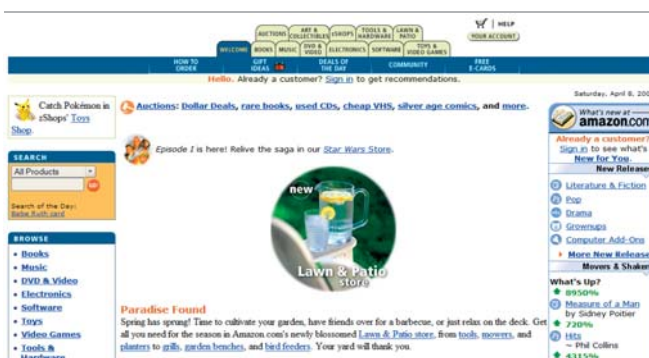 HELP
YOUR ACCOUNT
AUCTIONS
ART & COLLECTIBLES
zSHOPS
TOOLS & HARDWARE
LAWN & PATIO
WELCOME
BOOKS
MUSIC
DVD & VIDEO
ELECTRONICS
SOFTWARE
TOYS & VIDEO GAMES
HOW TO ORDER
GIFT IDEAS
DEALS OF THE DAY
COMMUNITY
FREE E-CARDS
Hello. Already a customer? Sign in to get recommendations.
Saturday, April 8, 200
Catch Pokémon in
zShops' Toys
Shop.
SEARCH
All Products
GO
Search of the Day:
Babe Ruth card
BROWSE
• Books
• Music
• DVD & Video
• Electronics
• Software
• Toys
• Video Games
• Tools &
Hardware
Auctions: Dollar Deals, rare books, used CDs, cheap VHS, silver age comics, and more.
Episode I is here! Relive the saga in our Star Wars Store.
new
Lawn & Patio
store
Paradise Found
Spring has sprung! Time to cultivate your garden, have friends over for a barbecue, or just relax on the deck. Get
all you need for the season in Amazon.com's newly blossomed Lawn & Patio store, from tools, mowers, and
planters to grills, garden benches, and bird feeders. Your yard will thank you.
What's new at
amazon.com
Already a customer?
Sign in to see what's
New for You.
New Release
Literature & Fiction
Pop
Drama
Grownups
Computer Add-Ons
More New Release
Movers & Shaker
What's Up?
8950%
Measure of a Man
by Sidney Poitier
720%
Hits
~ Phil Collins
4315%